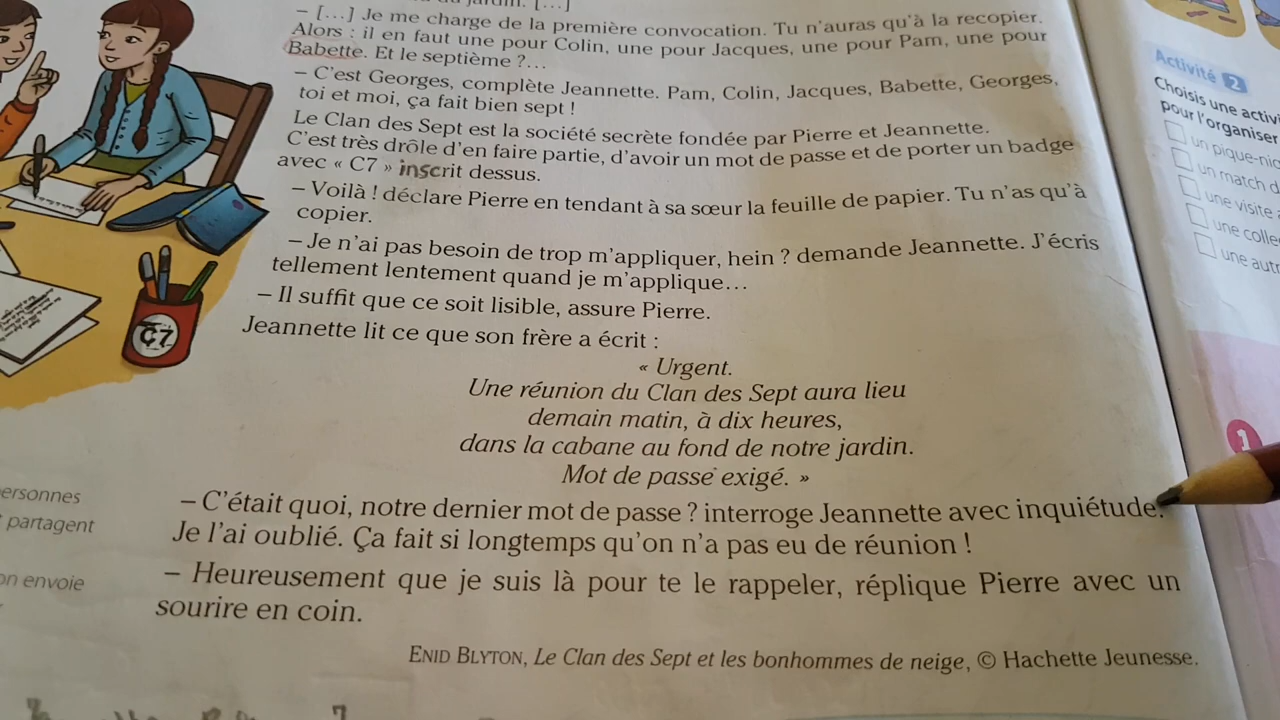 – […] Je me charge de la première convocation. Tu n'auras qu'à la recopier.
Alors : il en faut une pour Colin, une pour Jacques, une pour Pam, une pour
Babette. Et le septième ?…
– C'est Georges, complète Jeannette. Pam, Colin, Jacques, Babette, Georges,
toi et moi, ça fait bien sept !
Le Clan des Sept est la société secrète fondée par Pierre et Jeannette.
C'est très drôle d'en faire partie, d'avoir un mot de passe et de porter un badge
avec « C7 » inscrit dessus.
– Voilà ! déclare Pierre en tendant à sa sœur la feuille de papier. Tu n'as qu'à
copier.
– Je n'ai pas besoin de trop m'appliquer, hein ? demande Jeannette. J'écris
tellement lentement quand je m'applique…
– Il suffit que ce soit lisible, assure Pierre.
Jeannette lit ce que son frère a écrit :
« Urgent.
Une réunion du Clan des Sept aura lieu
demain matin, à dix heures,
dans la cabane au fond de notre jardin.
Mot de passe exigé. »
– C'était quoi, notre dernier mot de passe ? interroge Jeannette avec inquiétude.
Je l'ai oublié. Ça fait si longtemps qu'on n'a pas eu de réunion !
– Heureusement que je suis là pour te le rappeler, réplique Pierre avec un
sourire en coin.
ENID BLYTON, Le Clan des Sept et les bonhommes de neige, © Hachette Jeunesse.
C7
ersonnes
partagent
on envoie
Activité 2
Choisis une activi
pour l'organiser
un pique-nic
un match d
une visite
une colle
une autr
1